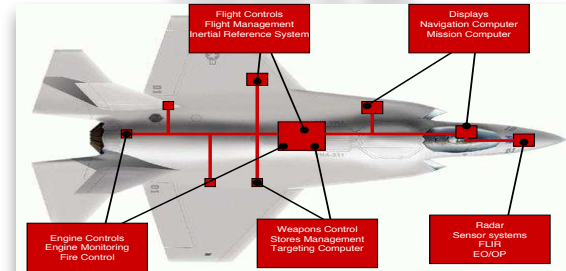 Flight Controls
Flight Management
Inertial Reference System
Displays
Navigation Computer
Mission Computer
Engine Controls
Engine Monitoring
Fire Control
Weapons Control
Stores Management
Targeting Computer
Radar
Sensor systems
FLIR
EO/OP